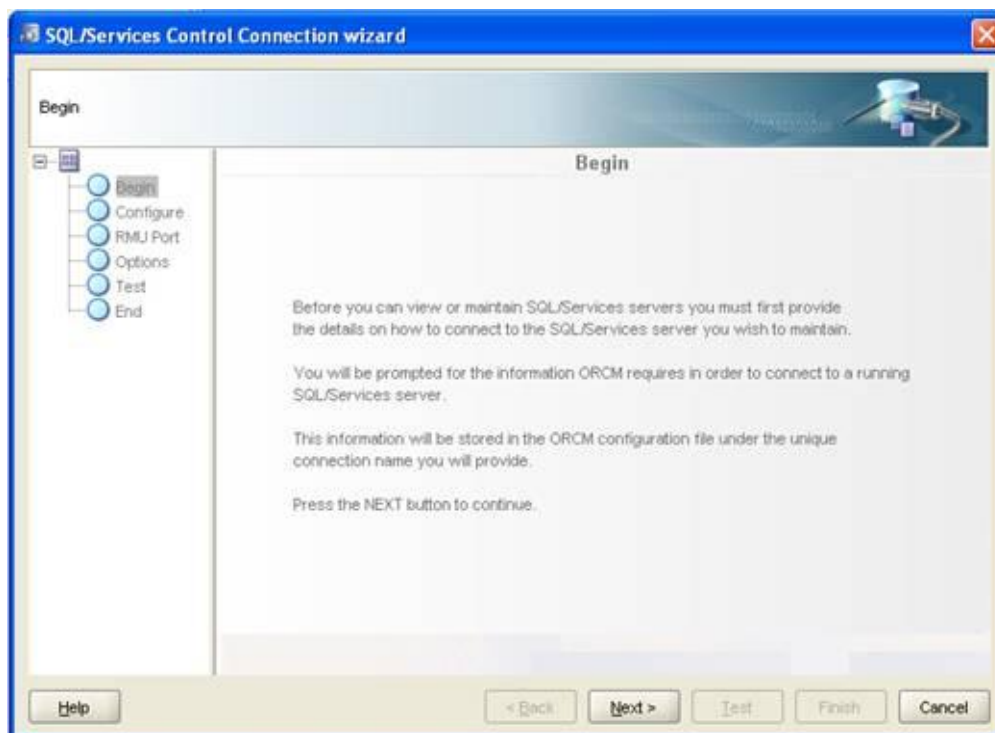 SQL/Services Control Connection wizard
Begin
Begin
Configure
RMU Port
Options
Test
End
Begin
Before you can view or maintain SQL/Services servers you must first provide
the details on how to connect to the SQL/Services server you wish to maintain.
You will be prompted for the information ORCM requires in order to connect to a running
SQL/Services server.
This information will be stored in the ORCM configuration file under the unique
connection name you will provide.
Press the NEXT button to continue.
Help
< Back
Next >
Test
Finish
Cancel